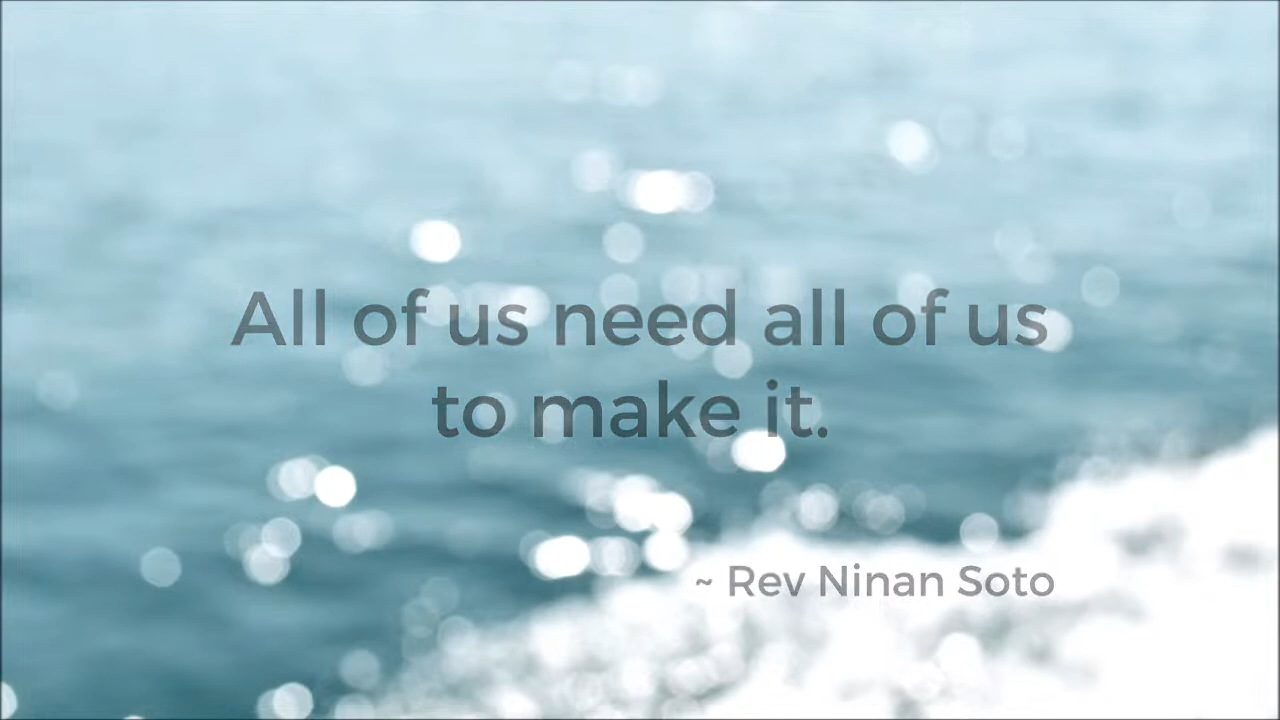 All of us need all of us
to make it.
~ Rev Ninan Soto